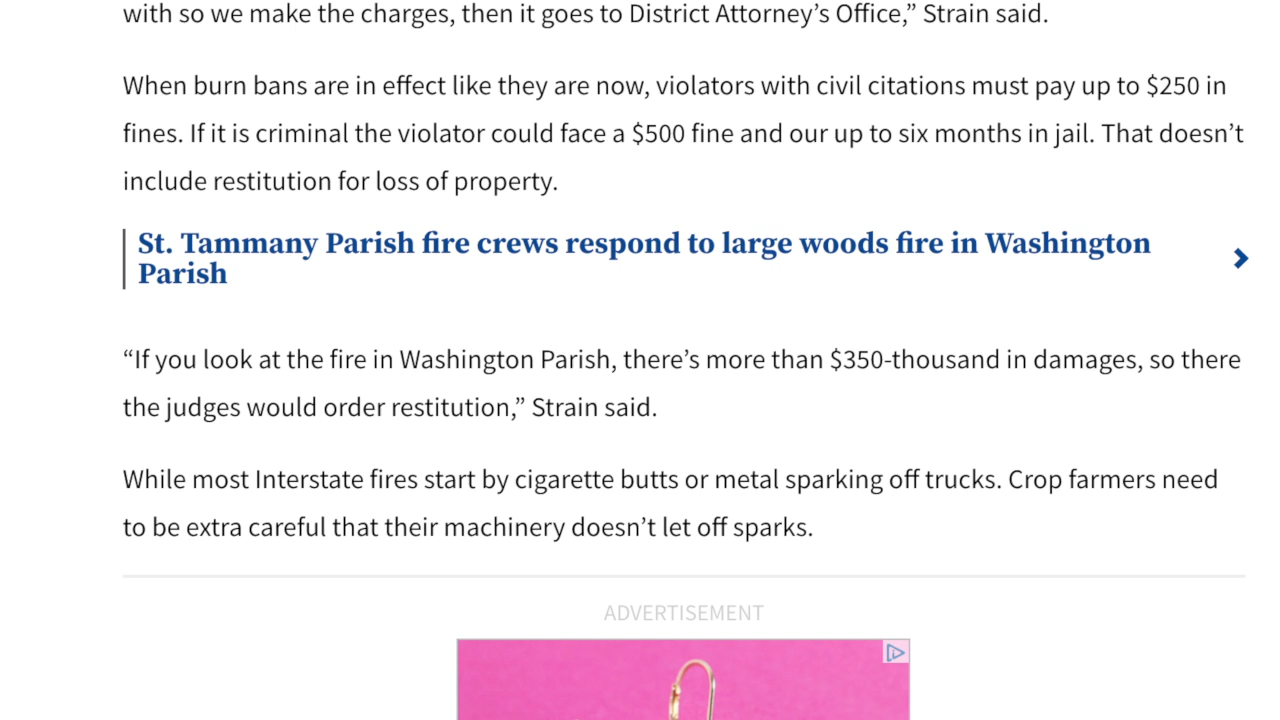 with so we make the charges, then it goes to District Attorney’s Office,” Strain said.
When burn bans are in effect like they are now, violators with civil citations must pay up to $250 in
fines. If it is criminal the violator could face a $500 fine and our up to six months in jail. That doesn’t
include restitution for loss of property.
St. Tammany Parish fire crews respond to large woods fire in Washington
Parish
“If you look at the fire in Washington Parish, there’s more than $350-thousand in damages, so there
the judges would order restitution,” Strain said.
While most Interstate fires start by cigarette butts or metal sparking off trucks. Crop farmers need
to be extra careful that their machinery doesn’t let off sparks.
ADVERTISEMENT